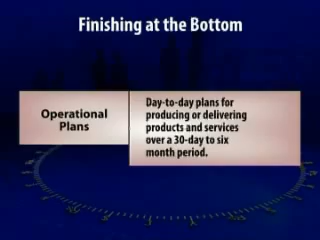 Finishing at the Bottom
Operational
Plans
Day-to-day plans for
producing or delivering
products and services
over a 30-day to six
month period.